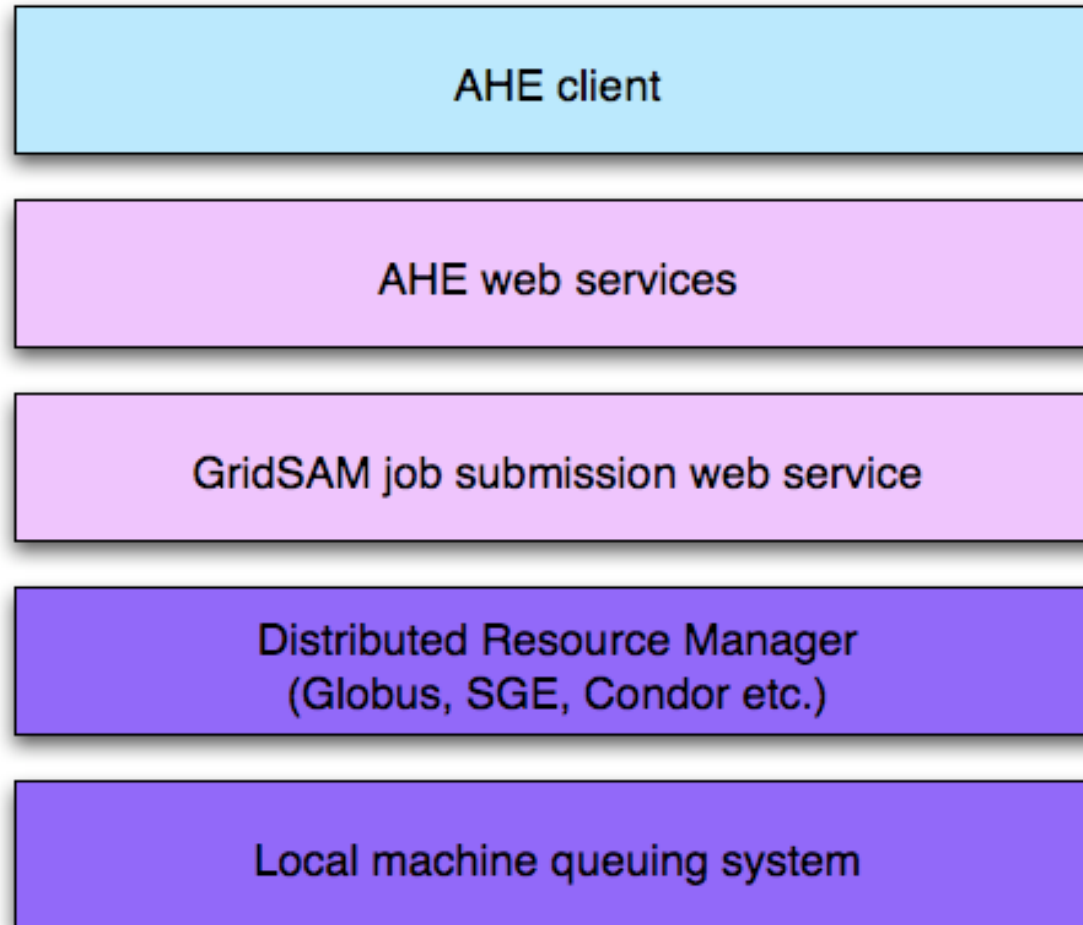 AHE client
AHE web services
GridSAM job submission web service
Distributed Resource Manager
(Globus, SGE, Condor etc.)
Local machine queuing system